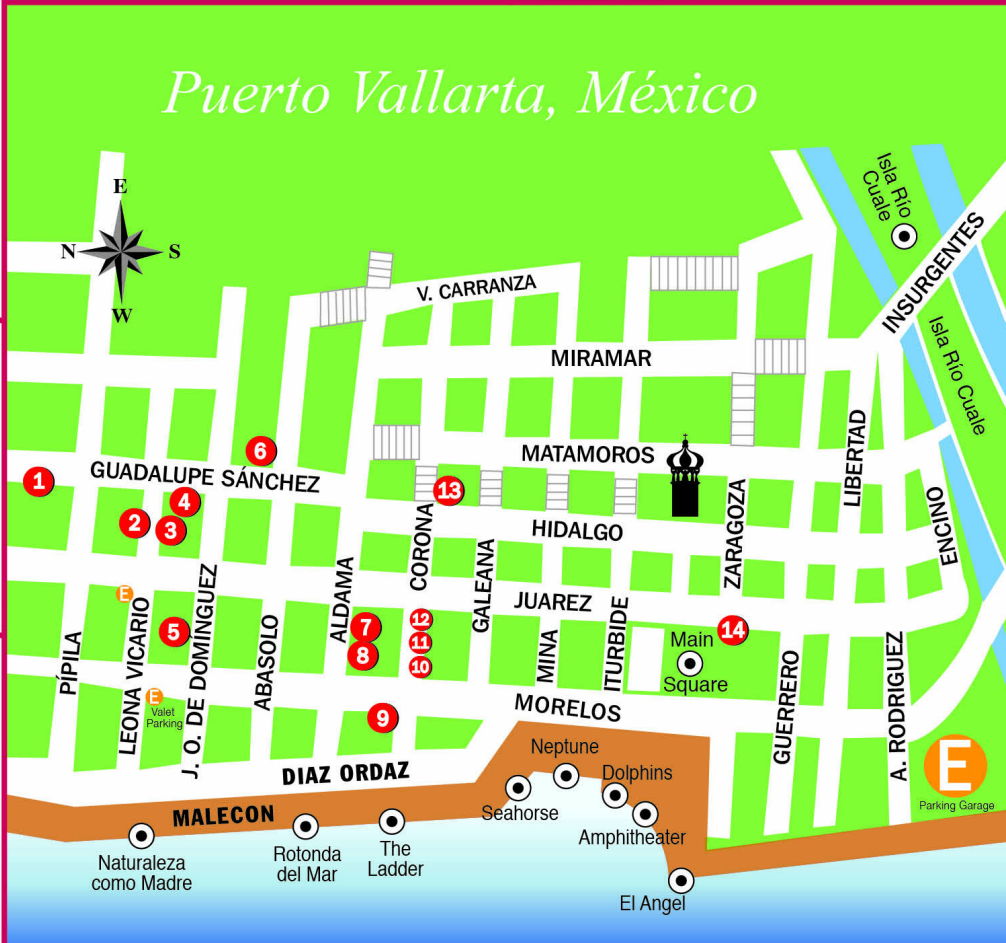 Puerto Vallarta, México
E
N
S
W
Isla Río
Cuale
INSURGENTES
Isla Río Cuale
V. CARRANZA
MIRAMAR
MATAMOROS
LIBERTAD
6
1
GUADALUPE SÁNCHEZ
4
13
2
3
HIDALGO
CORONA
ZARAGOZA
ENCINO
E
JUAREZ
GALEANA
ALDAMA
5
7
8
12
11
10
14
Main
Square
PÍPILA
LEONA VICARIO
J. O. DE DOMÍNGUEZ
ABASOLO
MINA
ITURBIDE
GUERRERO
A. RODRIGUEZ
E
Valet
Parking
9
MORELOS
E
Parking Garage
DIAZ ORDAZ
MALECON
Neptune
Dolphins
Seahorse
Amphitheater
Naturaleza
como Madre
Rotonda
del Mar
The
Ladder
El Angel